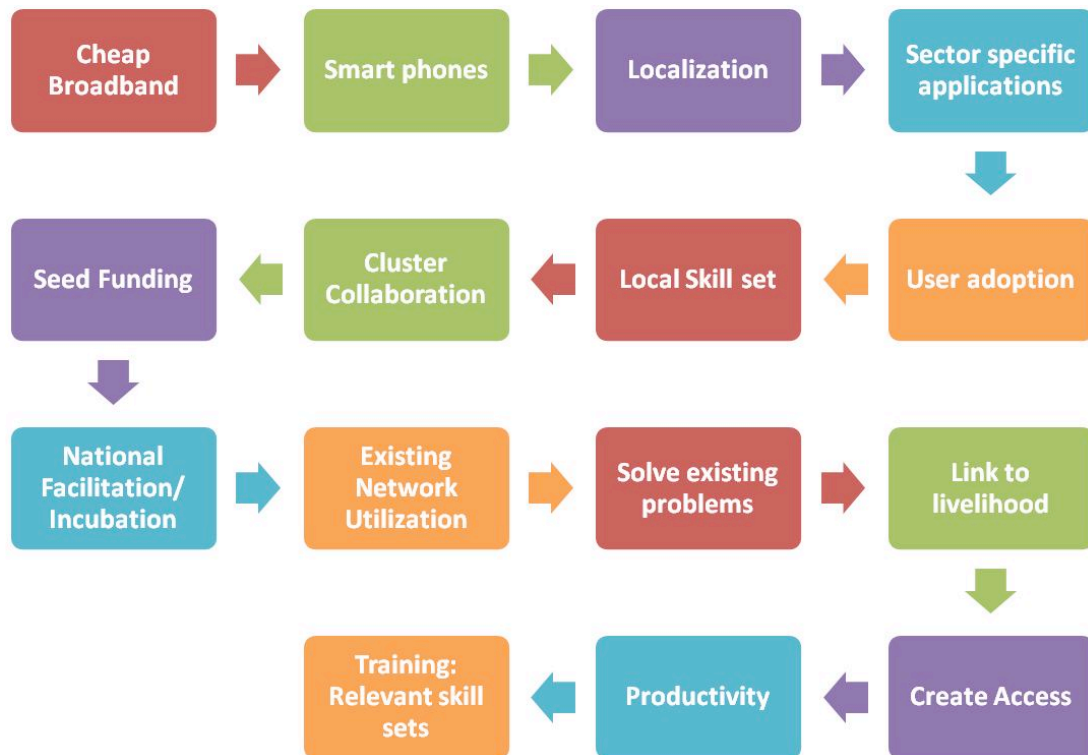 Cheap
Broadband
Smart phones
Localization
Sector specific
applications
User adoption
Local Skill set
Cluster
Collaboration
Seed Funding
National
Facilitation/
Incubation
Existing
Network
Utilization
Solve existing
problems
Link to
livelihood
Create Access
Productivity
Training:
Relevant skill
sets